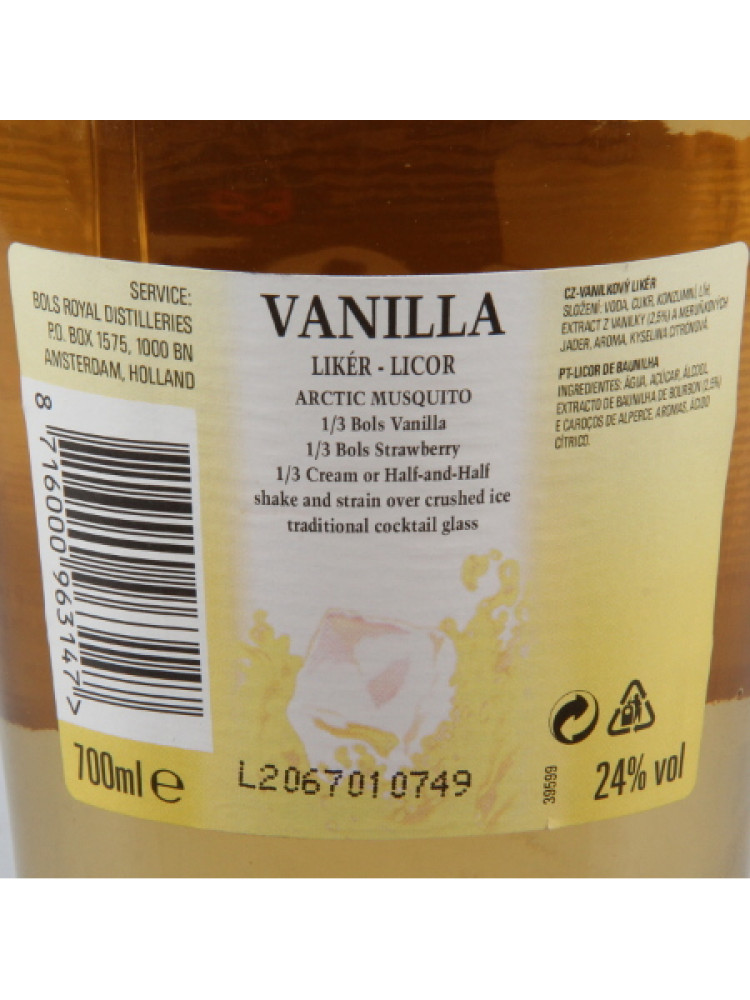 SERVICE:
BOLS ROYAL DISTILLERIES
P.O. BOX 1575, 1000 BN
AMSTERDAM, HOLLAND
8 716000 963147 >
700ml e
VANILLA
LIKÉR - LICOR
ARCTIC MUSQUITO
1/3 Bols Vanilla
1/3 Bols Strawberry
1/3 Cream or Half-and-Half
shake and strain over crushed ice
traditional cocktail glass
L2067010749
CZ-VANILKOVÝ LIKÉR
SLOŽENÍ: VODA, CUKR, KONZUMNÍ LÍH,
EXTRACT Z VANILKY (2,5%) A MERUŇKOVÝCH
JADER, AROMA, KYSELINA CITRONOVÁ.
PT-LICOR DE BAUNILHA
INGREDIENTES: ÁGUA, AÇÚCAR, ÁLCOOL,
EXTRACTO DE BAUNILHA DE BOURBON (2,5%)
E CAROÇOS DE ALPERCE, AROMAS, ÁCIDO
CÍTRICO.
39599
24% vol